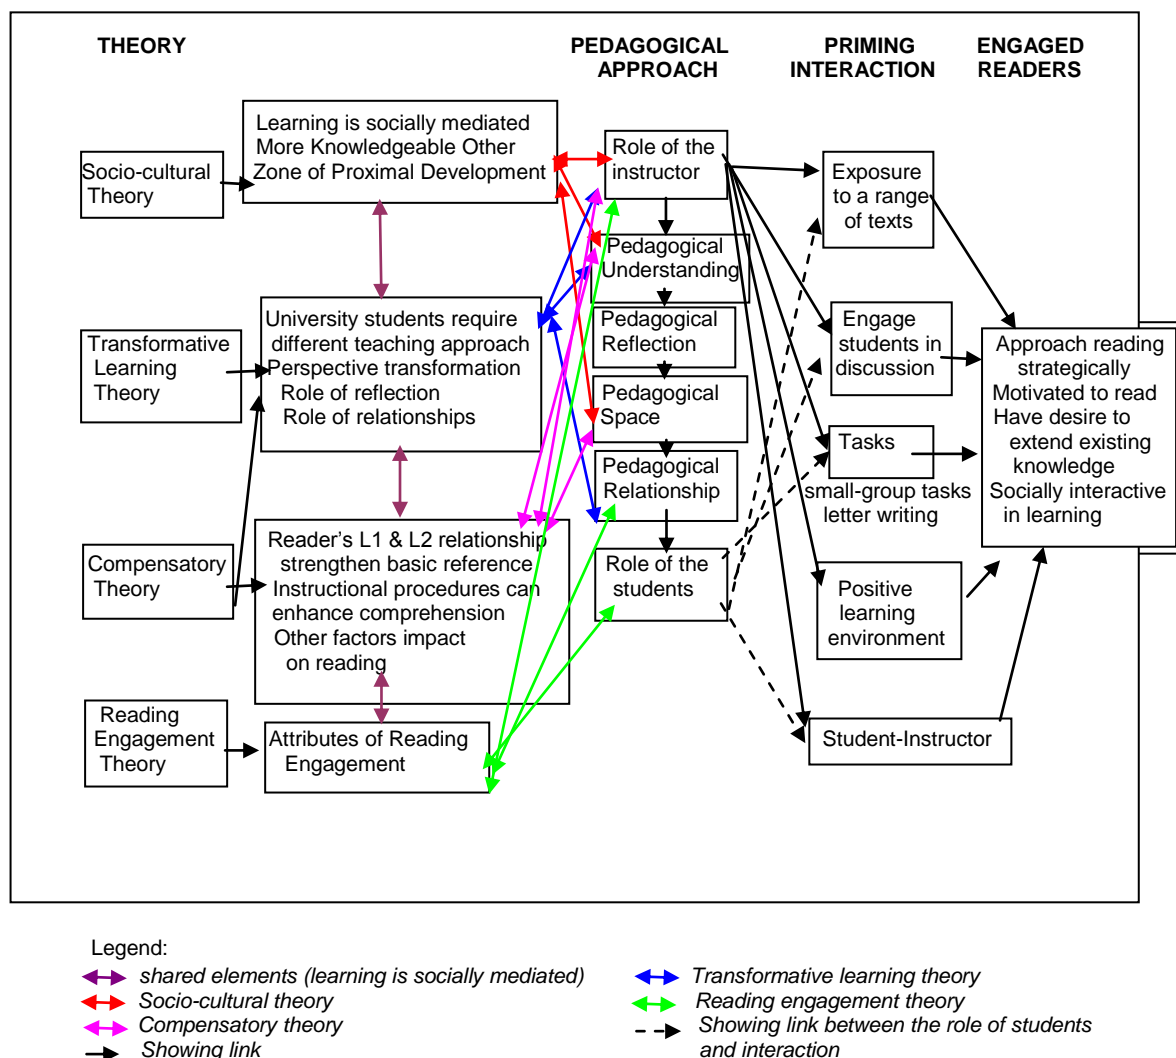 THEORY
PEDAGOGICAL
APPROACH
PRIMING
INTERACTION
ENGAGED
READERS
Socio-cultural
Theory
Learning is socially mediated
More Knowledgeable Other
Zone of Proximal Development
Transformative
Learning
Theory
University students require
different teaching approach
Perspective transformation
Role of reflection
Role of relationships
Compensatory
Theory
Reader’s L1 & L2 relationship
strengthen basic reference
Instructional procedures can
enhance comprehension
Other factors impact
on reading
Reading
Engagement
Theory
Attributes of Reading
Engagement
Role of the
instructor
Pedagogical
Understanding
Pedagogical
Reflection
Pedagogical
Space
Pedagogical
Relationship
Role of the
students
Exposure
to a range
of texts
Engage
students in
discussion
Tasks
small-group tasks
letter writing
Positive
learning
environment
Student-Instructor
Approach reading
strategically
Motivated to read
Have desire to
extend existing
knowledge
Socially interactive
in learning
Legend:
shared elements (learning is socially mediated)
Socio-cultural theory
Compensatory theory
Showing link
Transformative learning theory
Reading engagement theory
Showing link between the role of students
and interaction